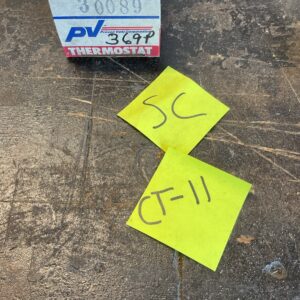 30089
PV
3699
THERMOSTAT
SC
CT-11